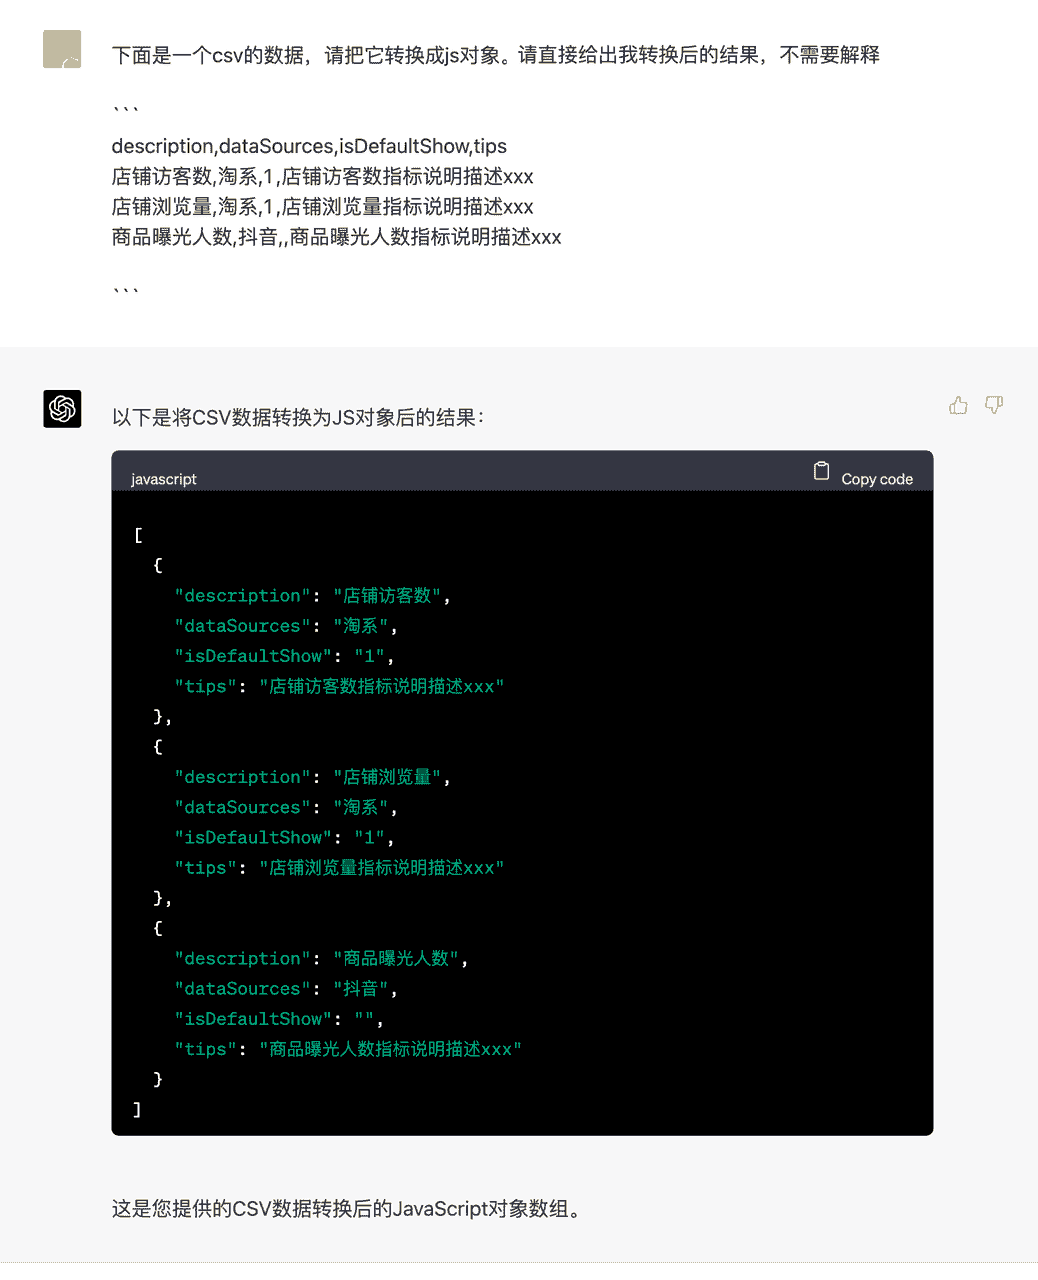 下面是一个csv的数据，请把它转换成js对象。请直接给出我转换后的结果，不需要解释
```
description,dataSources,isDefaultShow,tips
店铺访客数,淘系,1,店铺访客数指标说明描述xxx
店铺浏览量,淘系,1,店铺浏览量指标说明描述xxx
商品曝光人数,抖音,,商品曝光人数指标说明描述xxx
```
以下是将CSV数据转换为JS对象后的结果：
javascript Copy code
[
  {
    "description": "店铺访客数",
    "dataSources": "淘系",
    "isDefaultShow": "1",
    "tips": "店铺访客数指标说明描述xxx"
  },
  {
    "description": "店铺浏览量",
    "dataSources": "淘系",
    "isDefaultShow": "1",
    "tips": "店铺浏览量指标说明描述xxx"
  },
  {
    "description": "商品曝光人数",
    "dataSources": "抖音",
    "isDefaultShow": "",
    "tips": "商品曝光人数指标说明描述xxx"
  }
]
这是您提供的CSV数据转换后的JavaScript对象数组。